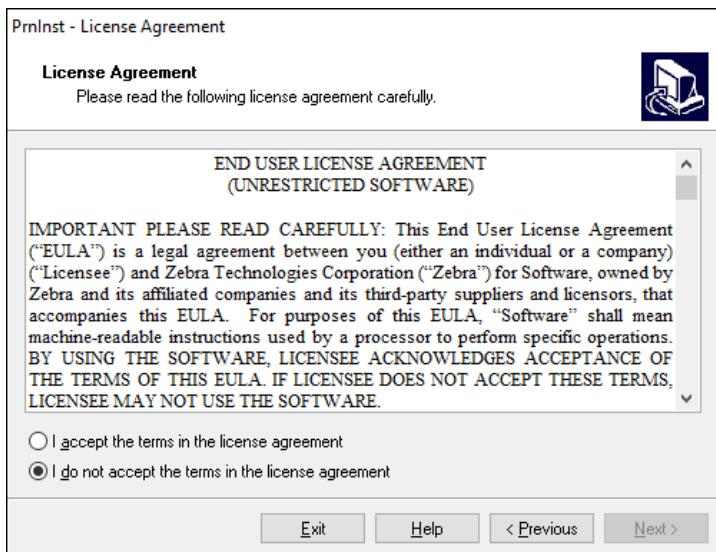 PrnInst - License Agreement
License Agreement
Please read the following license agreement carefully.
END USER LICENSE AGREEMENT
(UNRESTRICTED SOFTWARE)
IMPORTANT PLEASE READ CAREFULLY: This End User License Agreement
(“EULA”) is a legal agreement between you (either an individual or a company)
(“Licensee”) and Zebra Technologies Corporation (“Zebra”) for Software, owned by
Zebra and its affiliated companies and its third-party suppliers and licensors, that
accompanies this EULA. For purposes of this EULA, “Software” shall mean
machine-readable instructions used by a processor to perform specific operations.
BY USING THE SOFTWARE, LICENSEE ACKNOWLEDGES ACCEPTANCE OF
THE TERMS OF THIS EULA. IF LICENSEE DOES NOT ACCEPT THESE TERMS,
LICENSEE MAY NOT USE THE SOFTWARE.
I accept the terms in the license agreement
I do not accept the terms in the license agreement
Exit Help < Previous Next >